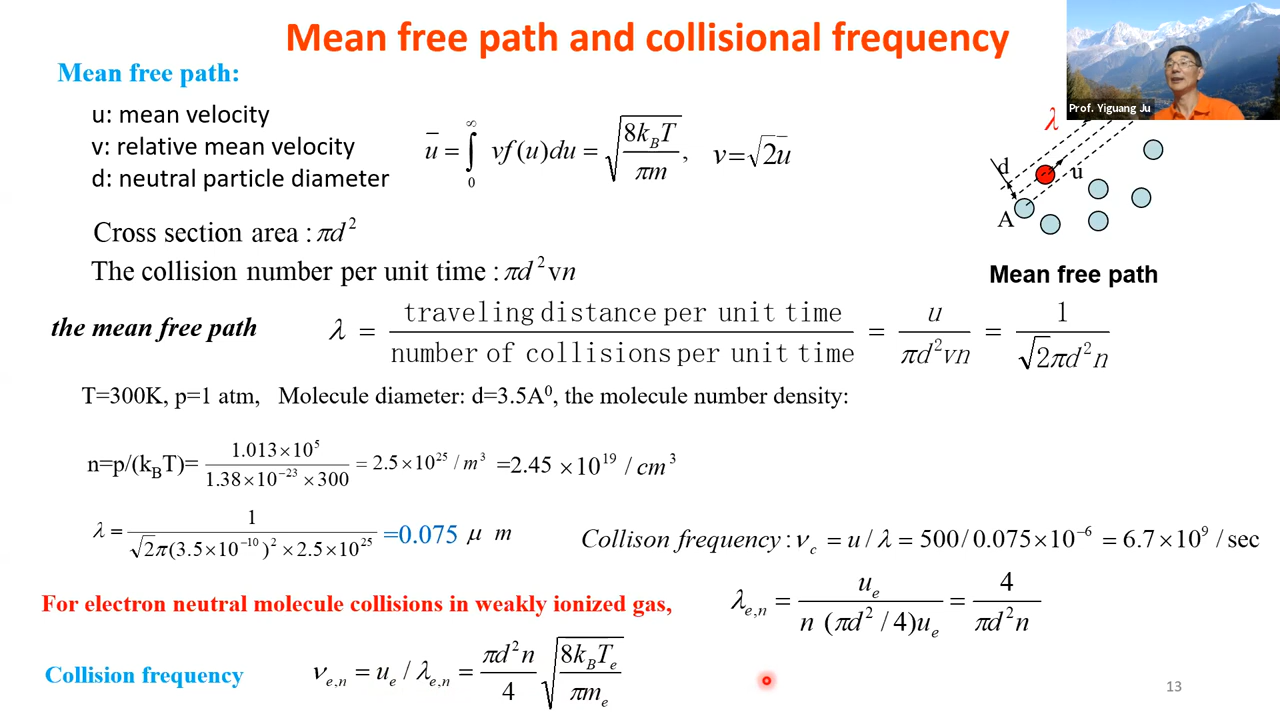 Mean free path and collisional frequency
Prof. Yiguang Ju
Mean free path:
u: mean velocity
v: relative mean velocity
d: neutral particle diameter
u̅ = ∫₀^∞ vf(u)du = √(8k_BT / πm), v=√2u̅
λ
d
u
A
Mean free path
Cross section area : πd²
The collision number per unit time : πd²vn
the mean free path λ = traveling distance per unit time / number of collisions per unit time = u / πd²vn = 1 / √2πd²n
T=300K, p=1 atm, Molecule diameter: d=3.5A⁰, the molecule number density:
n=p/(k_BT)= 1.013×10⁵ / 1.38×10⁻²³×300 = 2.5×10²⁵ / m³ =2.45 ×10¹⁹ / cm³
λ = 1 / √2π(3.5×10⁻¹⁰)²×2.5×10²⁵ =0.075 μ m
Collison frequency : ν_c = u / λ = 500/0.075×10⁻⁶ = 6.7×10⁹ / sec
For electron neutral molecule collisions in weakly ionized gas,
λ_e,n = u_e / n (πd² / 4)u_e = 4 / πd²n
Collision frequency ν_e,n = u_e / λ_e,n = πd²n / 4 √(8k_BT_e / πm_e)
13